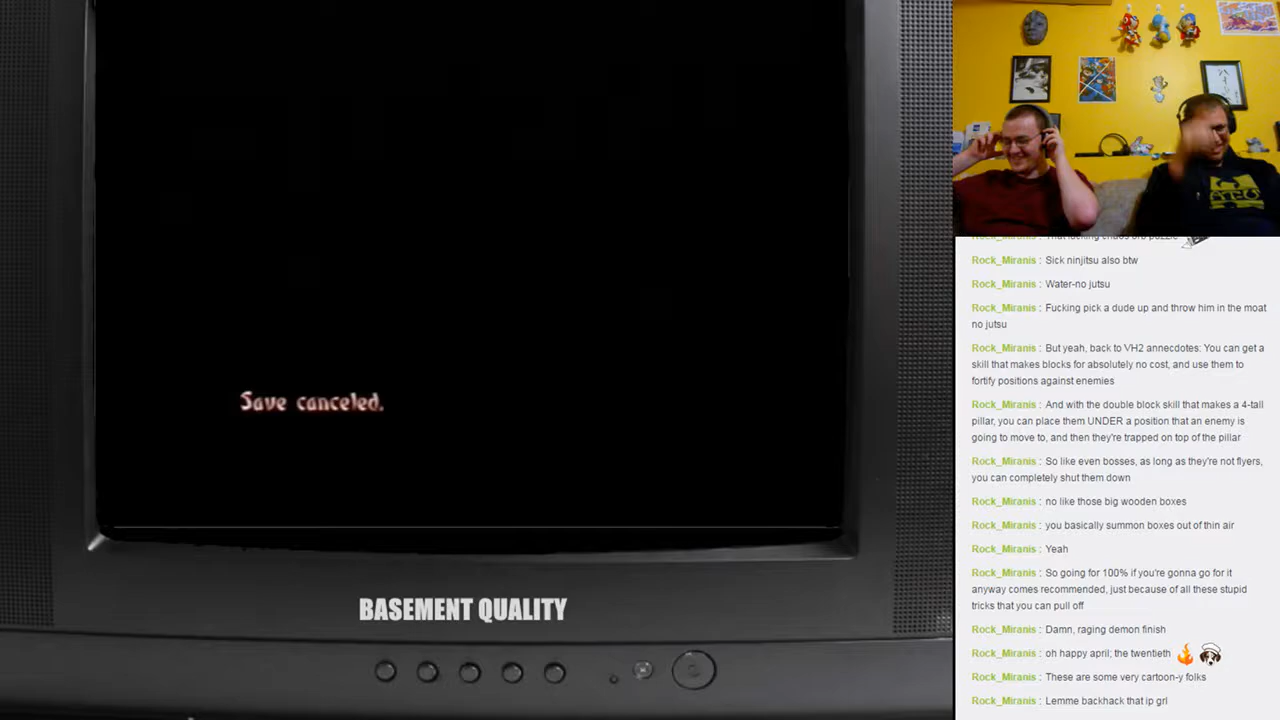 Save canceled.
BASEMENT QUALITY
Rock_Miranis : Sick ninjitsu also btw
Rock_Miranis : Water-no jutsu
Rock_Miranis : Fucking pick a dude up and throw him in the moat
no jutsu
Rock_Miranis : But yeah, back to VH2 annecdotes: You can get a
skill that makes blocks for absolutely no cost, and use them to
fortify positions against enemies
Rock_Miranis : And with the double block skill that makes a 4-tall
pillar, you can place them UNDER a position that an enemy is
going to move to, and then they're trapped on top of the pillar
Rock_Miranis : So like even bosses, as long as they're not flyers,
you can completely shut them down
Rock_Miranis : no like those big wooden boxes
Rock_Miranis : you basically summon boxes out of thin air
Rock_Miranis : Yeah
Rock_Miranis : So going for 100% if you're gonna go for it
anyway comes recommended, just because of all these stupid
tricks that you can pull off
Rock_Miranis : Damn, raging demon finish
Rock_Miranis : oh happy april; the twentieth
Rock_Miranis : These are some very cartoon-y folks
Rock_Miranis : Lemme backhack that ip grl